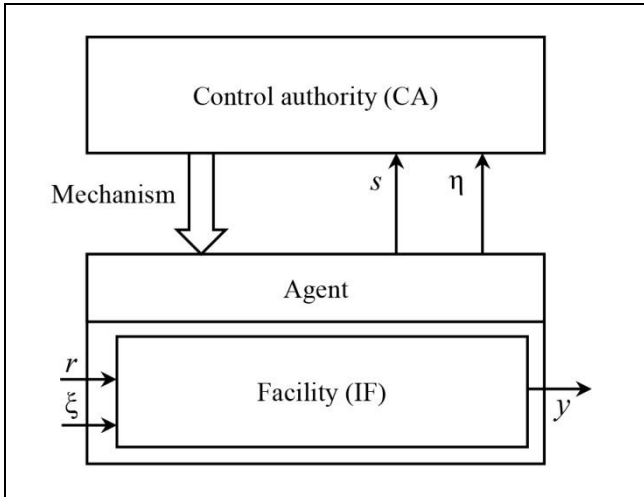 Control authority (CA)
Mechanism
s
η
Agent
r
ξ
Facility (IF)
y